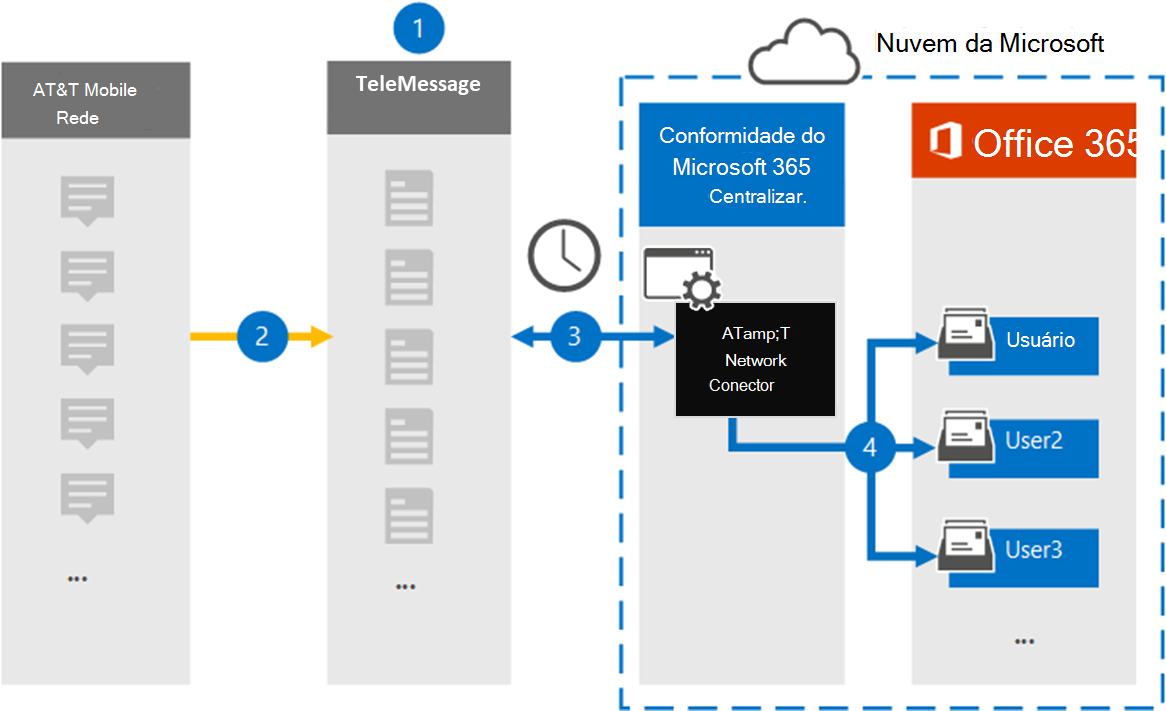 1
Nuvem da Microsoft
AT&T Mobile
Rede
TeleMessage
Conformidade do
Microsoft 365
Centralizar.
Office 365
2
3
ATamp;T
Network
Conector
4
Usuário
User2
User3
...
...
...